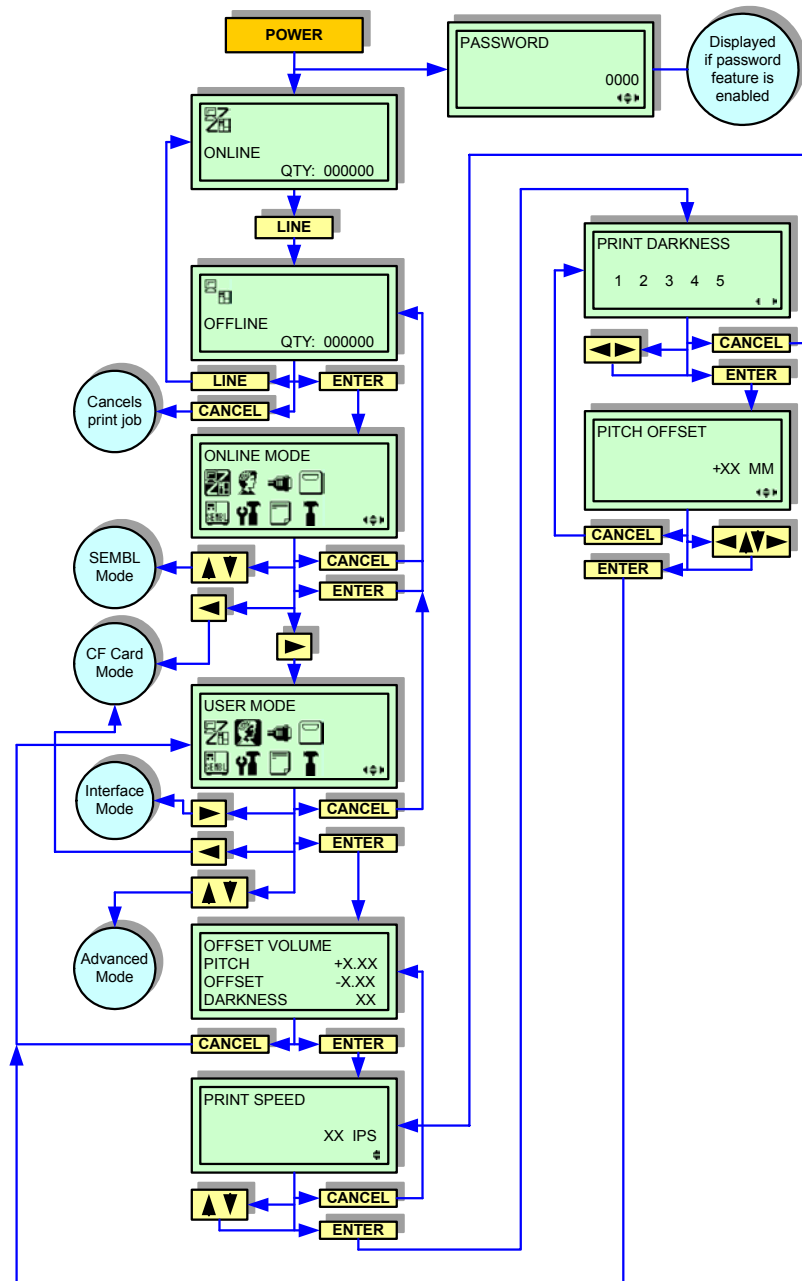 POWER
PASSWORD
0000
Displayed
if password
feature is
enabled
ONLINE
QTY: 000000
LINE
OFFLINE
QTY: 000000
LINE
ENTER
CANCEL
Cancels
print job
ONLINE MODE
SEMBL
CANCEL
ENTER
SEMBL
Mode
CF Card
Mode
USER MODE
SEMBL
CANCEL
ENTER
Interface
Mode
Advanced
Mode
OFFSET VOLUME
PITCH +X.XX
OFFSET -X.XX
DARKNESS XX
CANCEL
ENTER
PRINT SPEED
XX IPS
CANCEL
ENTER
PRINT DARKNESS
1 2 3 4 5
CANCEL
ENTER
PITCH OFFSET
+XX MM
CANCEL
ENTER